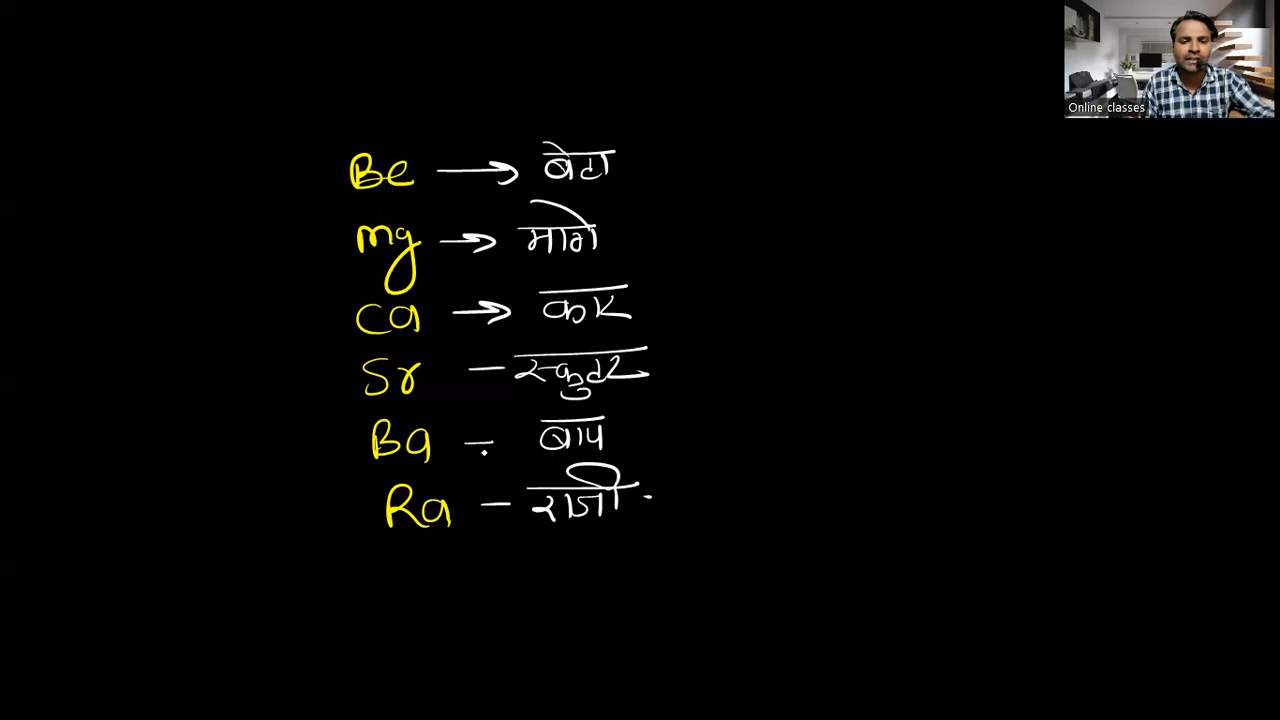 Online classes
Be → बेटा
mg → मांगे
Ca → कार
Sr — स्कुटर
Ba ÷ बाप
Ra — राजी